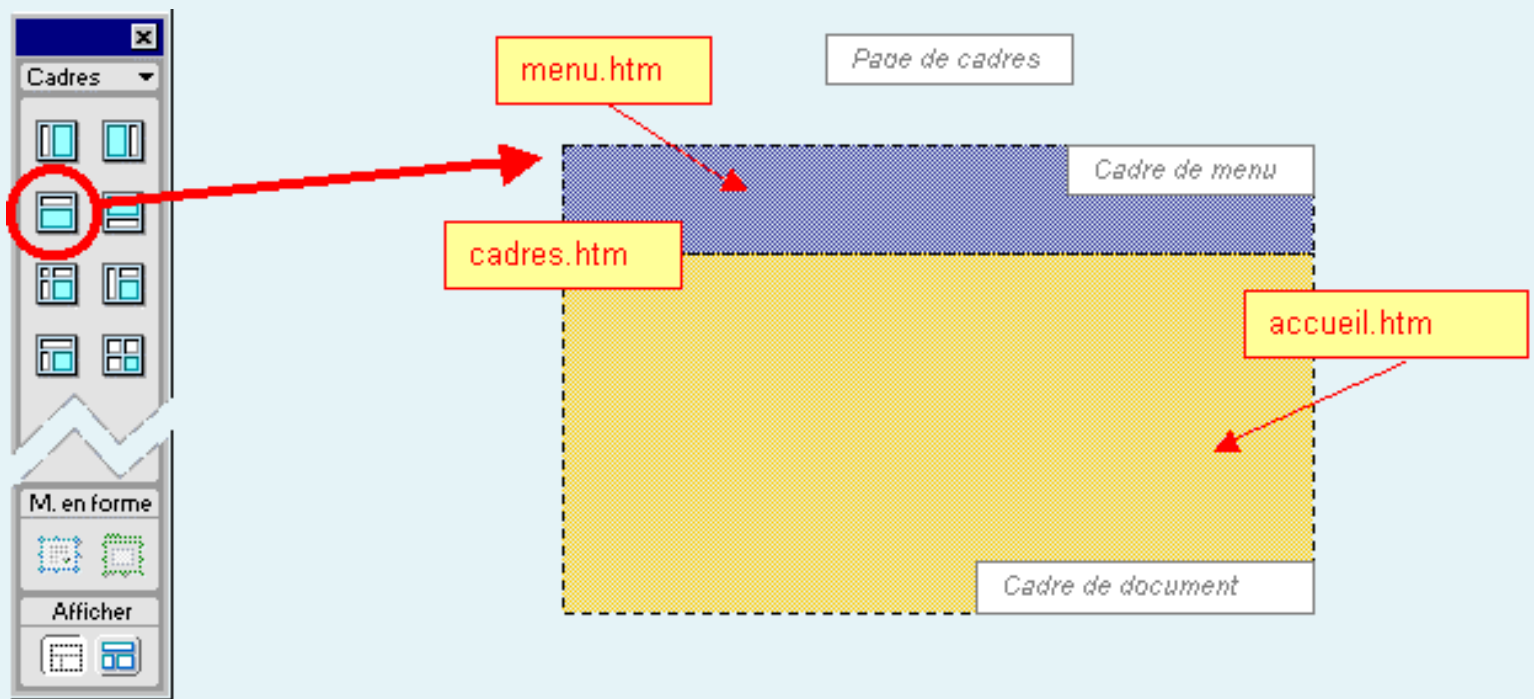 Cadres
M. en forme
Afficher
menu.htm
Page de cadres
Cadre de menu
cadres.htm
accueil.htm
Cadre de document